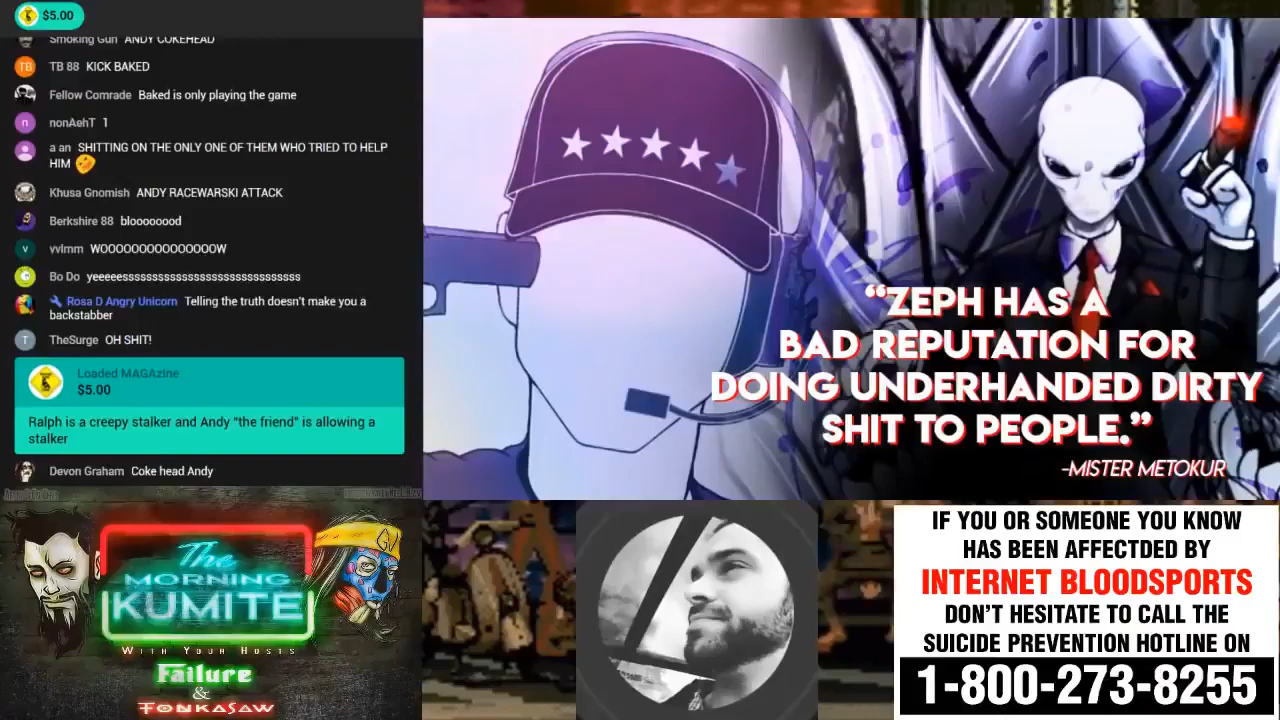 $5.00
Smoking Gun ANDY COKEHEAD
TB TB 88 KICK BAKED
Fellow Comrade Baked is only playing the game
n nonAehT 1
a an SHITTING ON THE ONLY ONE OF THEM WHO TRIED TO HELP
HIM
Khusa Gnomish ANDY RACEWARSKI ATTACK
Berkshire 88 bloooooood
v vvlmm WOOOOOOOOOOOOOOOW
Bo Do yeeeeesssssssssssssssssssssssssssssss
Rosa D Angry Unicorn Telling the truth doesn't make you a
backstabber
T TheSurge OH SHIT!
Loaded MAGAzine
$5.00
Ralph is a creepy stalker and Andy "the friend" is allowing a
stalker
Devon Graham Coke head Andy
“ZEPH HAS A
BAD REPUTATION FOR
DOING UNDERHANDED DIRTY
SHIT TO PEOPLE.”
-MISTER METOKUR
The
MORNING
KUMITE
WITH YOUR HOSTS
Failure
&
TONKASAW
IF YOU OR SOMEONE YOU KNOW
HAS BEEN AFFECTDED BY
INTERNET BLOODSPORTS
DON'T HESITATE TO CALL THE
SUICIDE PREVENTION HOTLINE ON
1-800-273-8255